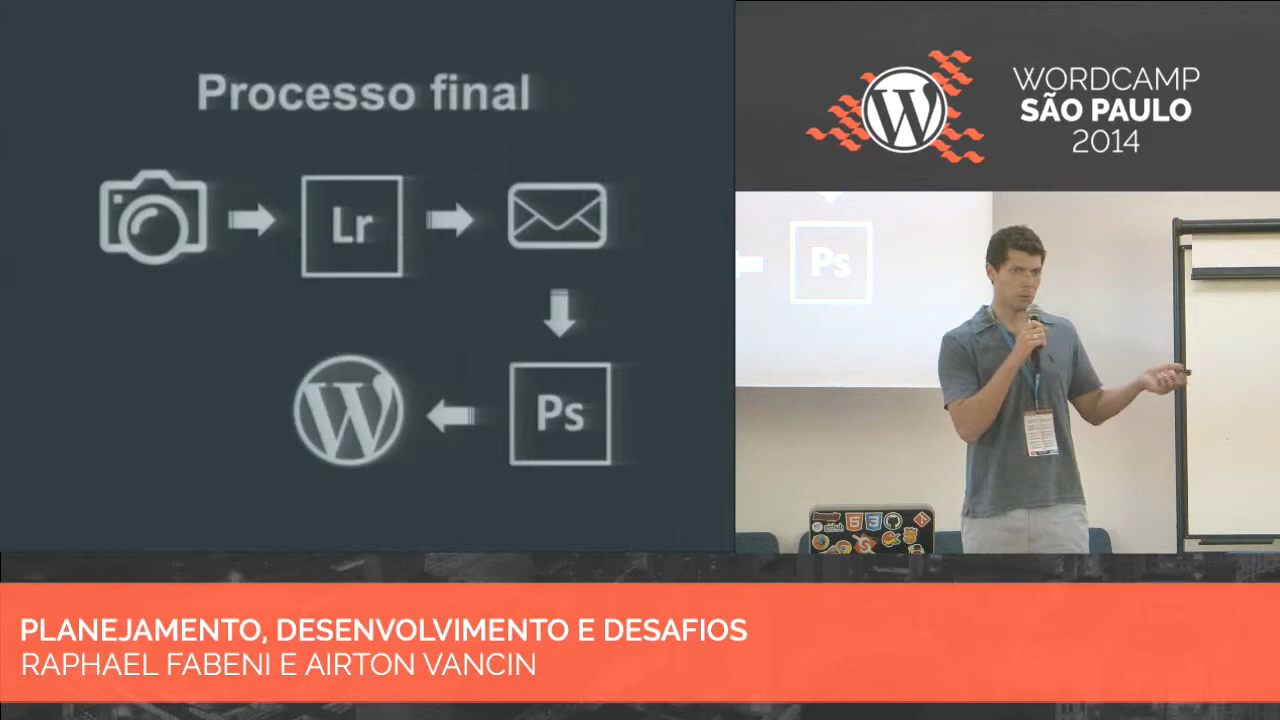 Processo final
Lr
Ps
WORDCAMP
SÃO PAULO
2014
Ps
PLANEJAMENTO, DESENVOLVIMENTO E DESAFIOS
RAPHAEL FABENI E AIRTON VANCIN